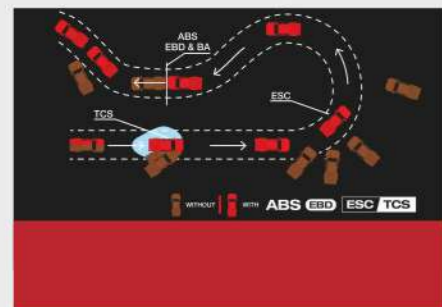 ABS
EBD & BA
ESC
TCS
WITHOUT WITH ABS EBD ESC TCS